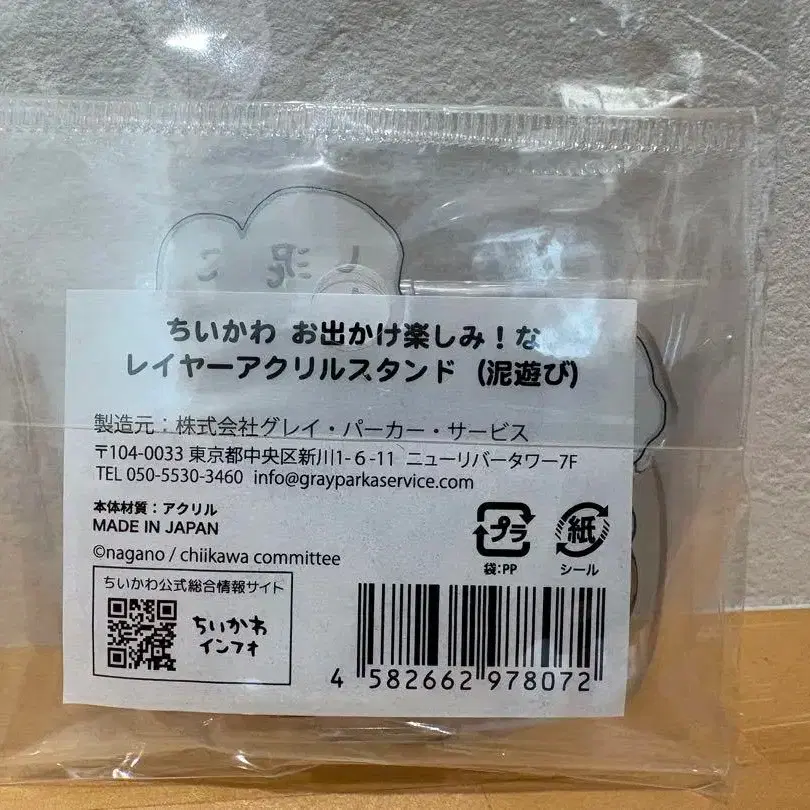 ちいかわ お出かけ楽しみ！な
レイヤーアクリルスタンド (泥遊び)
製造元：株式会社グレイ・パーカー・サービス
〒104-0033 東京都中央区新川1-6-11 ニューリバータワー7F
TEL 050-5530-3460 info@grayparkaservice.com
本体材質：アクリル
MADE IN JAPAN
©nagano / chiikawa committee
プラ
袋:PP
紙
シール
ちいかわ公式総合情報サイト
ちいかわ
インフォ
4 582662 978072